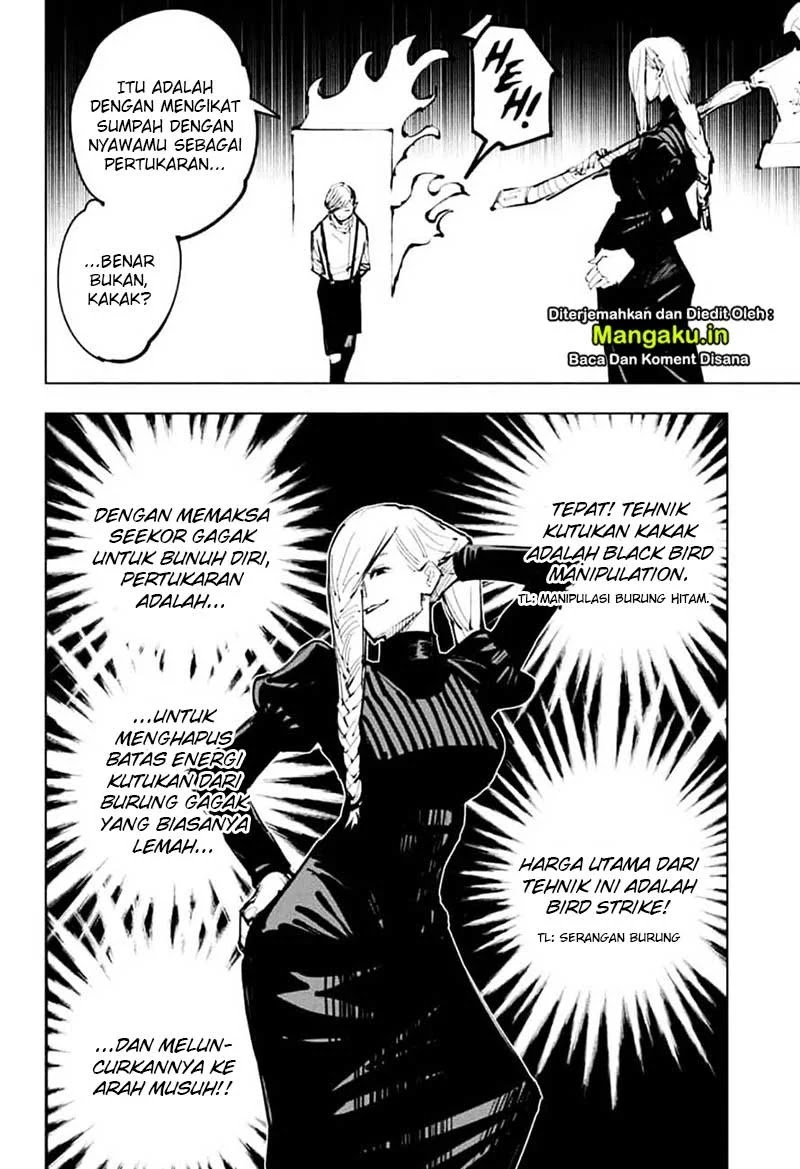 HEH!
ITU ADALAH
DENGAN MENGIKAT
SUMPAH DENGAN
NYAWAMU SEBAGAI
PERTUKARAN...
...BENAR
BUKAN,
KAKAK?
Diterjemahkan dan Diedit Oleh :
Mangaku.in
Baca Dan Koment Disana
TEPAT! TEHNIK
KUTUKAN KAKAK
ADALAH BLACK BIRD
MANIPULATION.
TL: MANIPULASI BURUNG HITAM.
HARGA UTAMA DARI
TEHNIK INI ADALAH
BIRD STRIKE!
TL: SERANGAN BURUNG
DENGAN MEMAKSA
SEEKOR GAGAK
UNTUK BUNUH DIRI,
PERTUKARAN
ADALAH...
...UNTUK
MENGHAPUS
BATAS ENERGI
KUTUKAN DARI
BURUNG GAGAK
YANG BIASANYA
LEMAH...
...DAN MELUN-
CURKANNYA KE
ARAH MUSUH!!